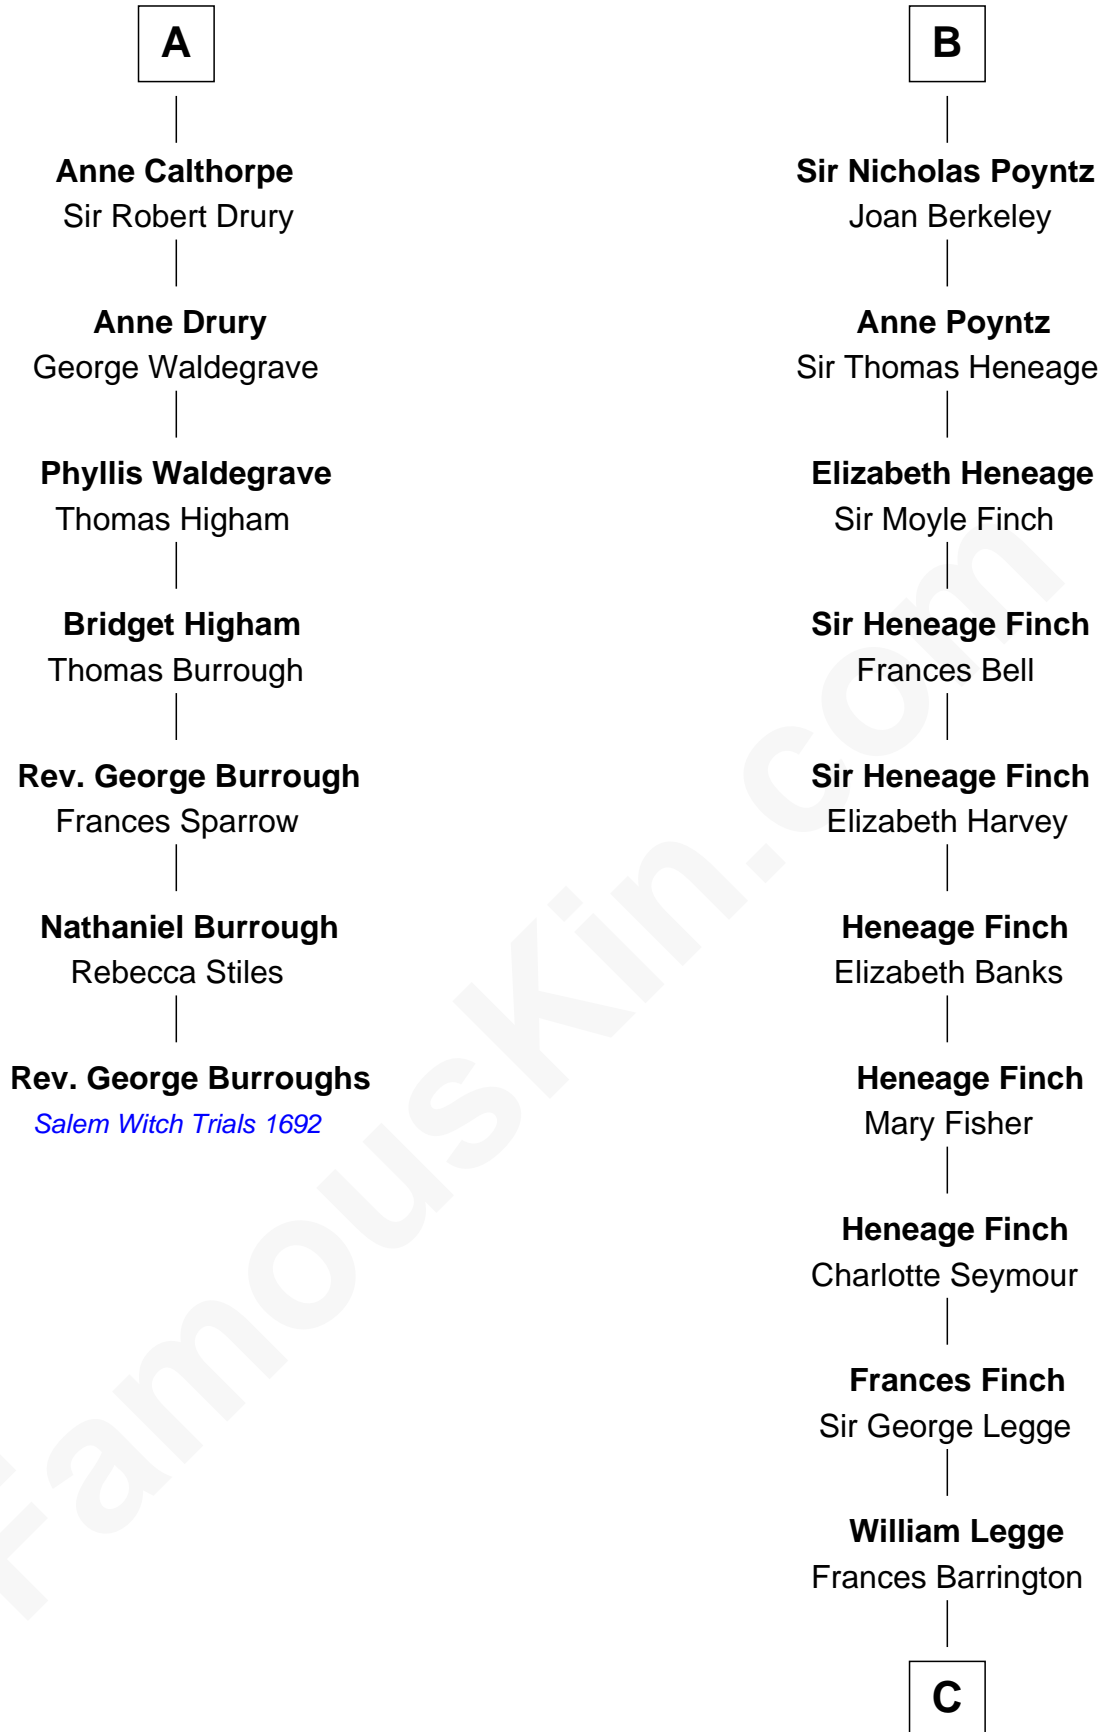 A
Anne Calthorpe
Sir Robert Drury
Anne Drury
George Waldegrave
Phyllis Waldegrave
Thomas Higham
Bridget Higham
Thomas Burrough
Rev. George Burrough
Frances Sparrow
Nathaniel Burrough
Rebecca Stiles
Rev. George Burroughs
Salem Witch Trials 1692
B
Sir Nicholas Poyntz
Joan Berkeley
Anne Poyntz
Sir Thomas Heneage
Elizabeth Heneage
Sir Moyle Finch
Sir Heneage Finch
Frances Bell
Sir Heneage Finch
Elizabeth Harvey
Heneage Finch
Elizabeth Banks
Heneage Finch
Mary Fisher
Heneage Finch
Charlotte Seymour
Frances Finch
Sir George Legge
William Legge
Frances Barrington
C
FamousKin.com